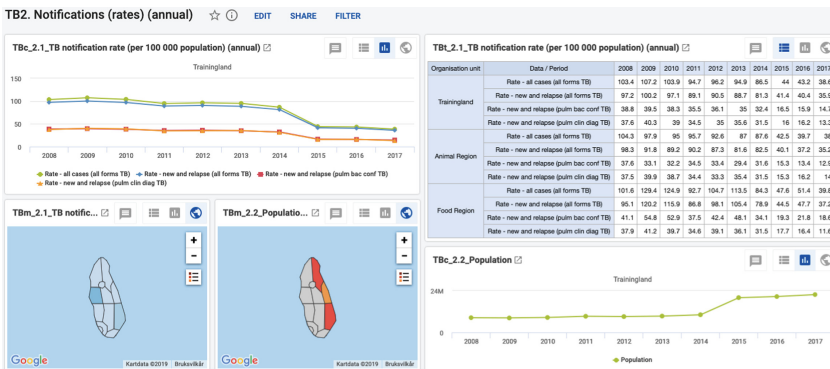 TB2. Notifications (rates) (annual) EDIT SHARE FILTER
TBc_2.1_TB notification rate (per 100 000 population) (annual)
Trainingland
150
100
50
0
2008 2009 2010 2011 2012 2013 2014 2015 2016 2017
Rate - all cases (all forms TB) Rate - new and relapse (all forms TB) Rate - new and relapse (pulm bac conf TB)
Rate - new and relapse (pulm clin diag TB)
TBt_2.1_TB notification rate (per 100 000 population) (annual)
Organisation unit Data / Period 2008 2009 2010 2011 2012 2013 2014 2015 2016 2017
Trainingland
Rate - all cases (all forms TB) 103.4 107.2 103.9 94.7 96.2 94.9 86.5 44 43.2 38.6
Rate - new and relapse (all forms TB) 97.2 100.2 97.1 89.1 90.5 88.7 81.3 41.4 40.4 35.9
Rate - new and relapse (pulm bac conf TB) 38.8 39.5 38.3 35.5 36.1 35 32.4 16.5 15.9 14.7
Rate - new and relapse (pulm clin diag TB) 37.6 40.3 39 34.5 35 35.6 31.5 16 16.2 13.3
Animal Region
Rate - all cases (all forms TB) 104.3 97.9 95 95.7 92.6 87 87.6 42.5 39.7 38
Rate - new and relapse (all forms TB) 98.3 91.8 89.2 90.2 87.3 81.6 82.5 40.1 37.2 35.2
Rate - new and relapse (pulm bac conf TB) 37.6 33.1 32.2 34.5 33.4 29.4 31.6 15.3 13.4 12.9
Rate - new and relapse (pulm clin diag TB) 37.5 39.9 38.7 34.4 33.3 35.4 31.5 15.3 16.2 14
Food Region
Rate - all cases (all forms TB) 101.6 129.4 124.9 92.7 104.7 113.5 84.3 47.6 51.4 39.8
Rate - new and relapse (all forms TB) 95.1 120.2 115.9 86.8 98.1 105.4 78.9 44.5 47.7 37.2
Rate - new and relapse (pulm bac conf TB) 41.1 54.8 52.9 37.5 42.4 48.1 34.1 19.3 21.8 18.6
Rate - new and relapse (pulm clin diag TB) 37.9 41.2 39.7 34.6 39.1 36.1 31.5 17.7 16.4 11.6
TBm_2.1_TB notific...
+
-
Google Kartdata ©2019 Bruksvilkår
TBm_2.2_Populatio...
+
-
Google Kartdata ©2019 Bruksvilkår
TBc_2.2_Population
Trainingland
24M
0
2008 2009 2010 2011 2012 2013 2014 2015 2016 2017
Population